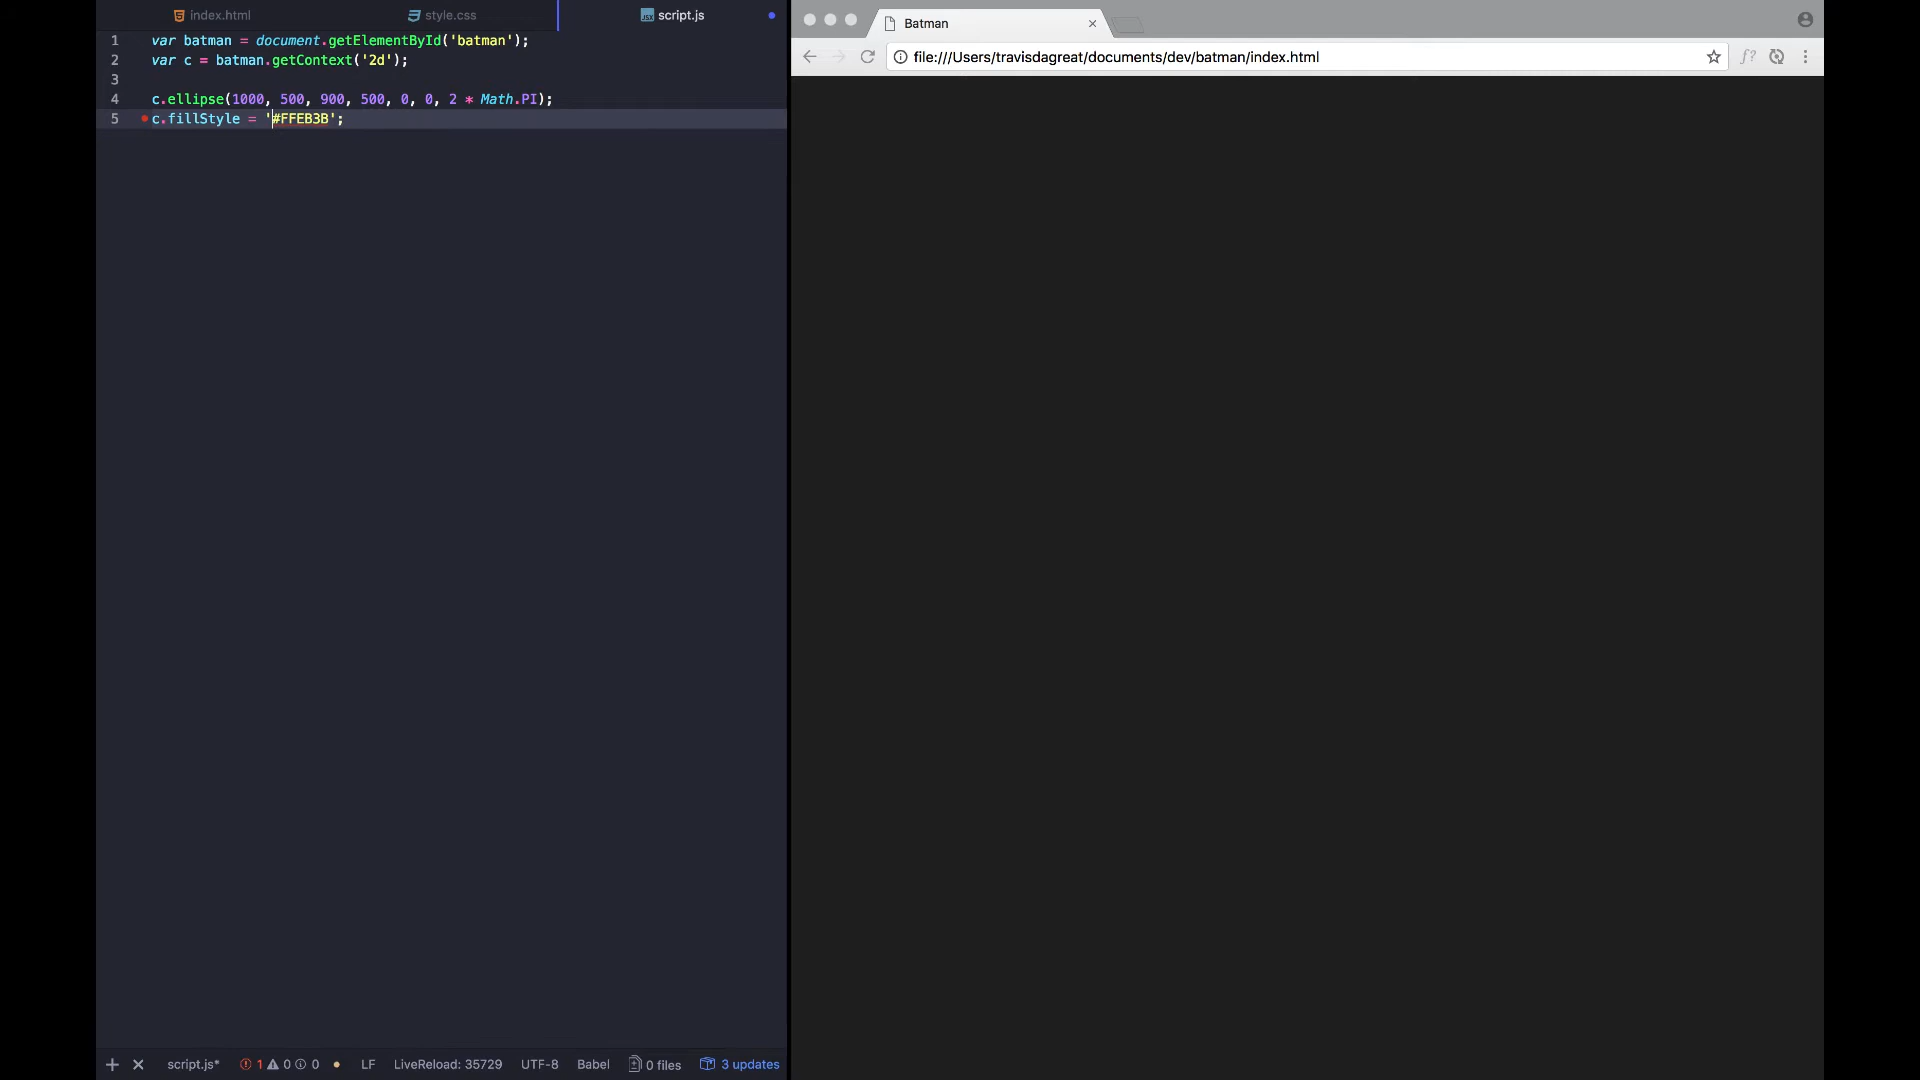 index.html
style.css
script.js
1 var batman = document.getElementById('batman');
2 var c = batman.getContext('2d');
3
4 c.ellipse(1000, 500, 900, 500, 0, 0, 2 * Math.PI);
5 c.fillStyle = '#FFEB3B';
script.js*
1
0
0
LF
LiveReload: 35729
UTF-8
Babel
0 files
3 updates
Batman
file:///Users/travisdagreat/documents/dev/batman/index.html
f?